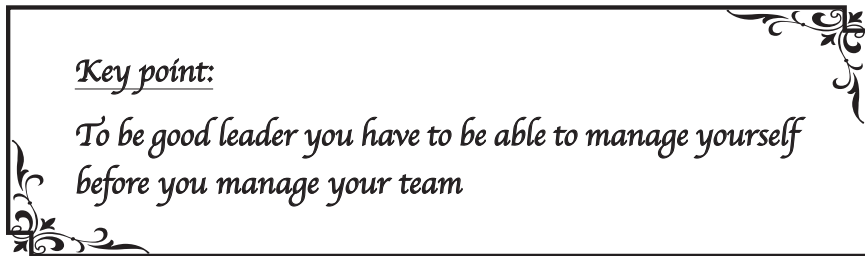 Key point:
To be good leader you have to be able to manage yourself
before you manage your team